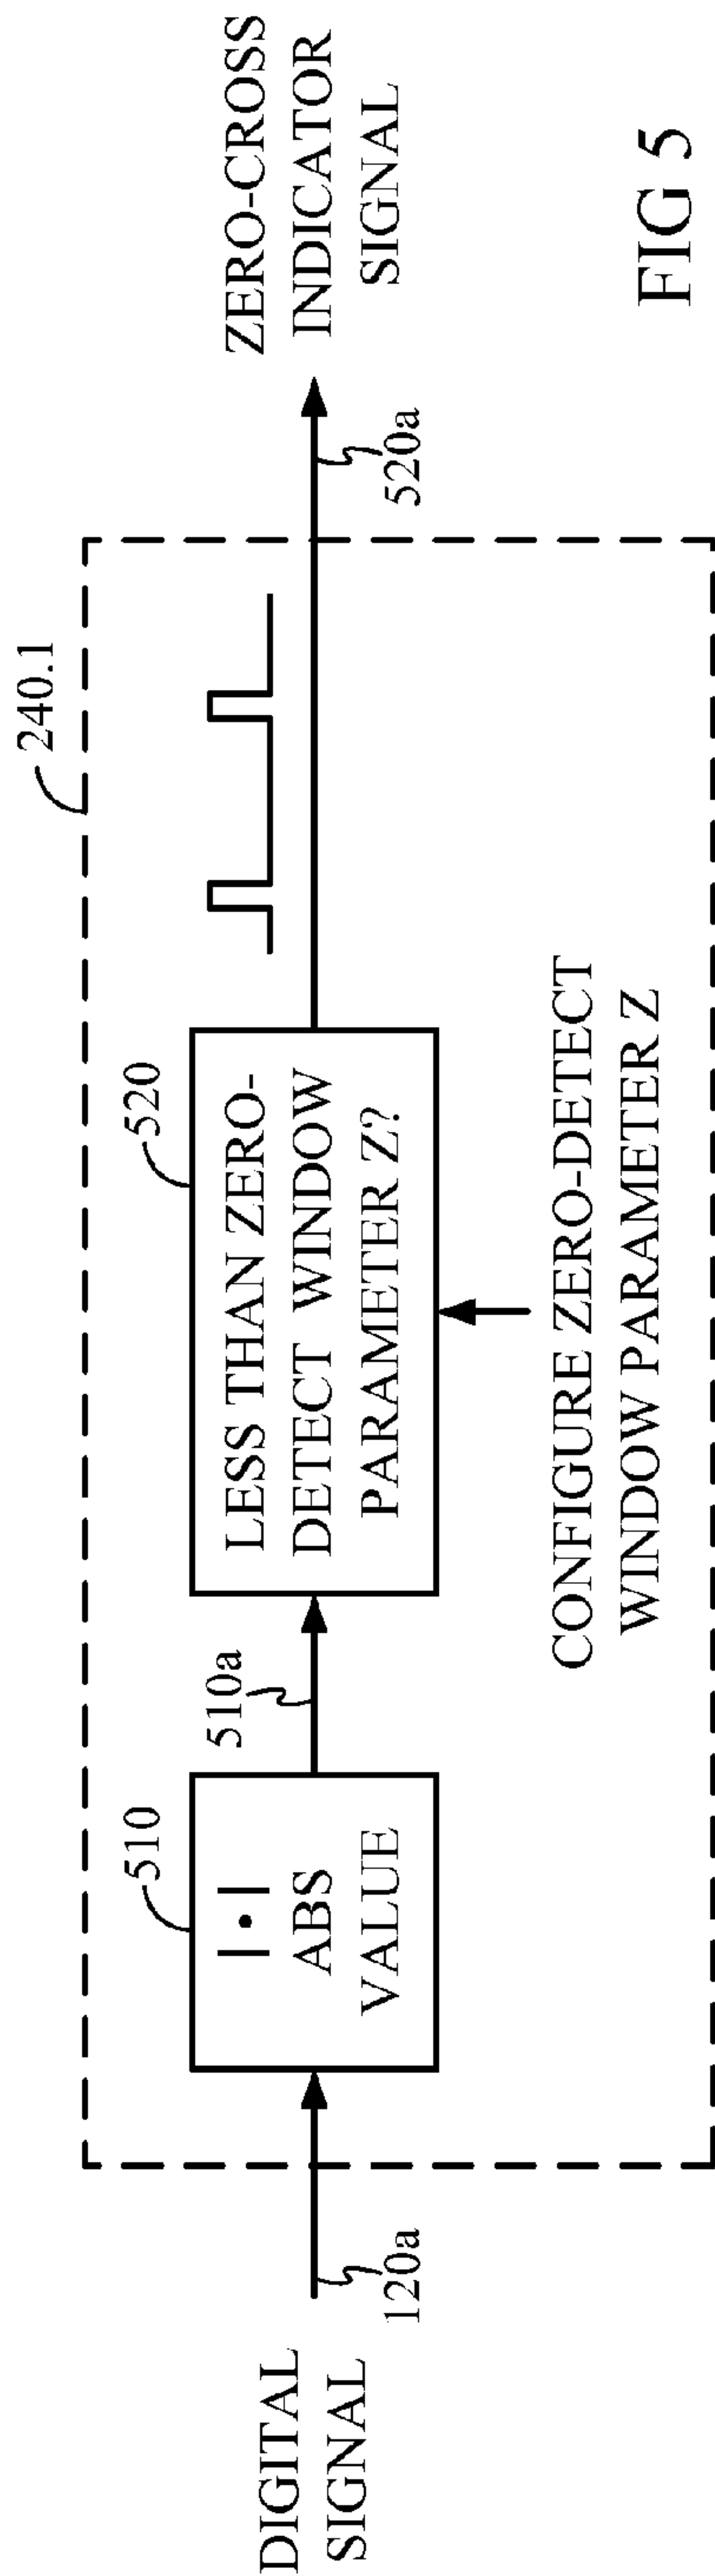 240.1
DIGITAL
SIGNAL
120a
510
|•|
ABS
VALUE
510a
520
LESS THAN ZERO-
DETECT WINDOW
PARAMETER Z?
CONFIGURE ZERO-DETECT
WINDOW PARAMETER Z
520a
ZERO-CROSS
INDICATOR
SIGNAL
FIG 5